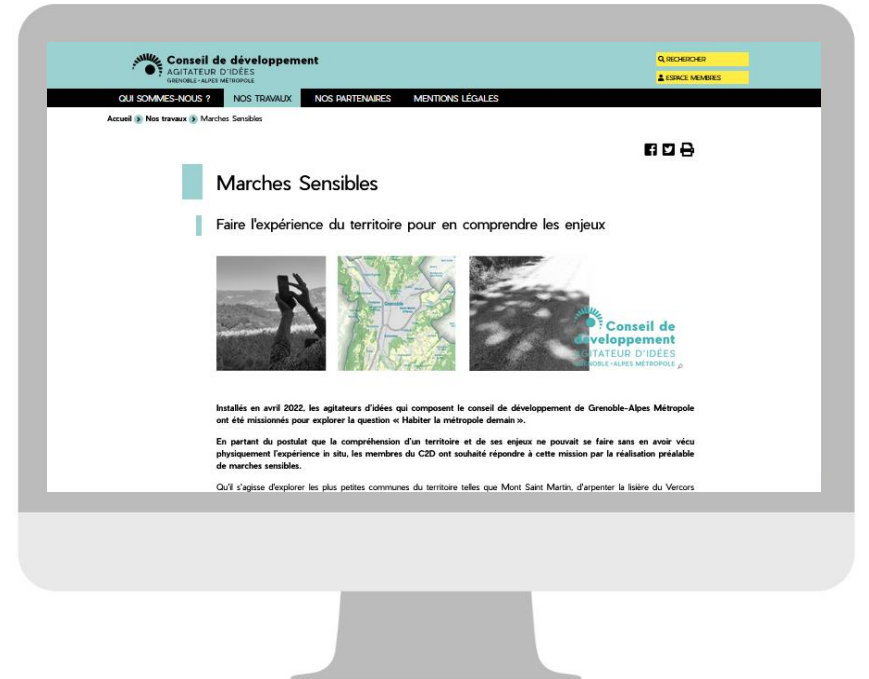 Conseil de développement
AGITATEUR D'IDÉES
GRENOBLE-ALPES MÉTROPOLE
RECHERCHER
ESPACE MEMBRES
QUI SOMMES-NOUS ? NOS TRAVAUX NOS PARTENAIRES MENTIONS LÉGALES
Accueil Nos travaux Marches Sensibles
Marches Sensibles
Faire l'expérience du territoire pour en comprendre les enjeux
Grenoble
Conseil de
développement
AGITATEUR D'IDÉES
GRENOBLE-ALPES MÉTROPOLE
Installés en avril 2022, les agitateurs d'idées qui composent le conseil de développement de Grenoble-Alpes Métropole
ont été missionnés pour explorer la question « Habiter la métropole demain ».
En partant du postulat que la compréhension d'un territoire et de ses enjeux ne pouvait se faire sans en avoir vécu
physiquement l'expérience in situ, les membres du C2D ont souhaité répondre à cette mission par la réalisation préalable
de marches sensibles.
Qu'il s'agisse d'explorer les plus petites communes du territoire telles que Mont Saint Martin, d'arpenter la lisière du Vercors